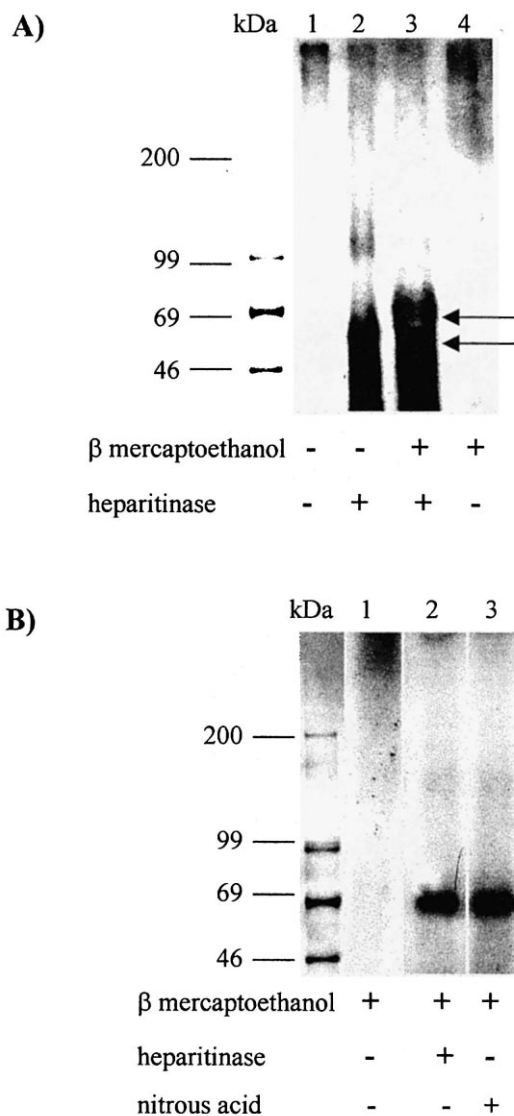 A)
kDa 1 2 3 4
200
99
69
46
β mercaptoethanol - - + +
heparitinase - + + -
B)
kDa 1 2 3
200
99
69
46
β mercaptoethanol + + +
heparitinase - + -
nitrous acid - - +